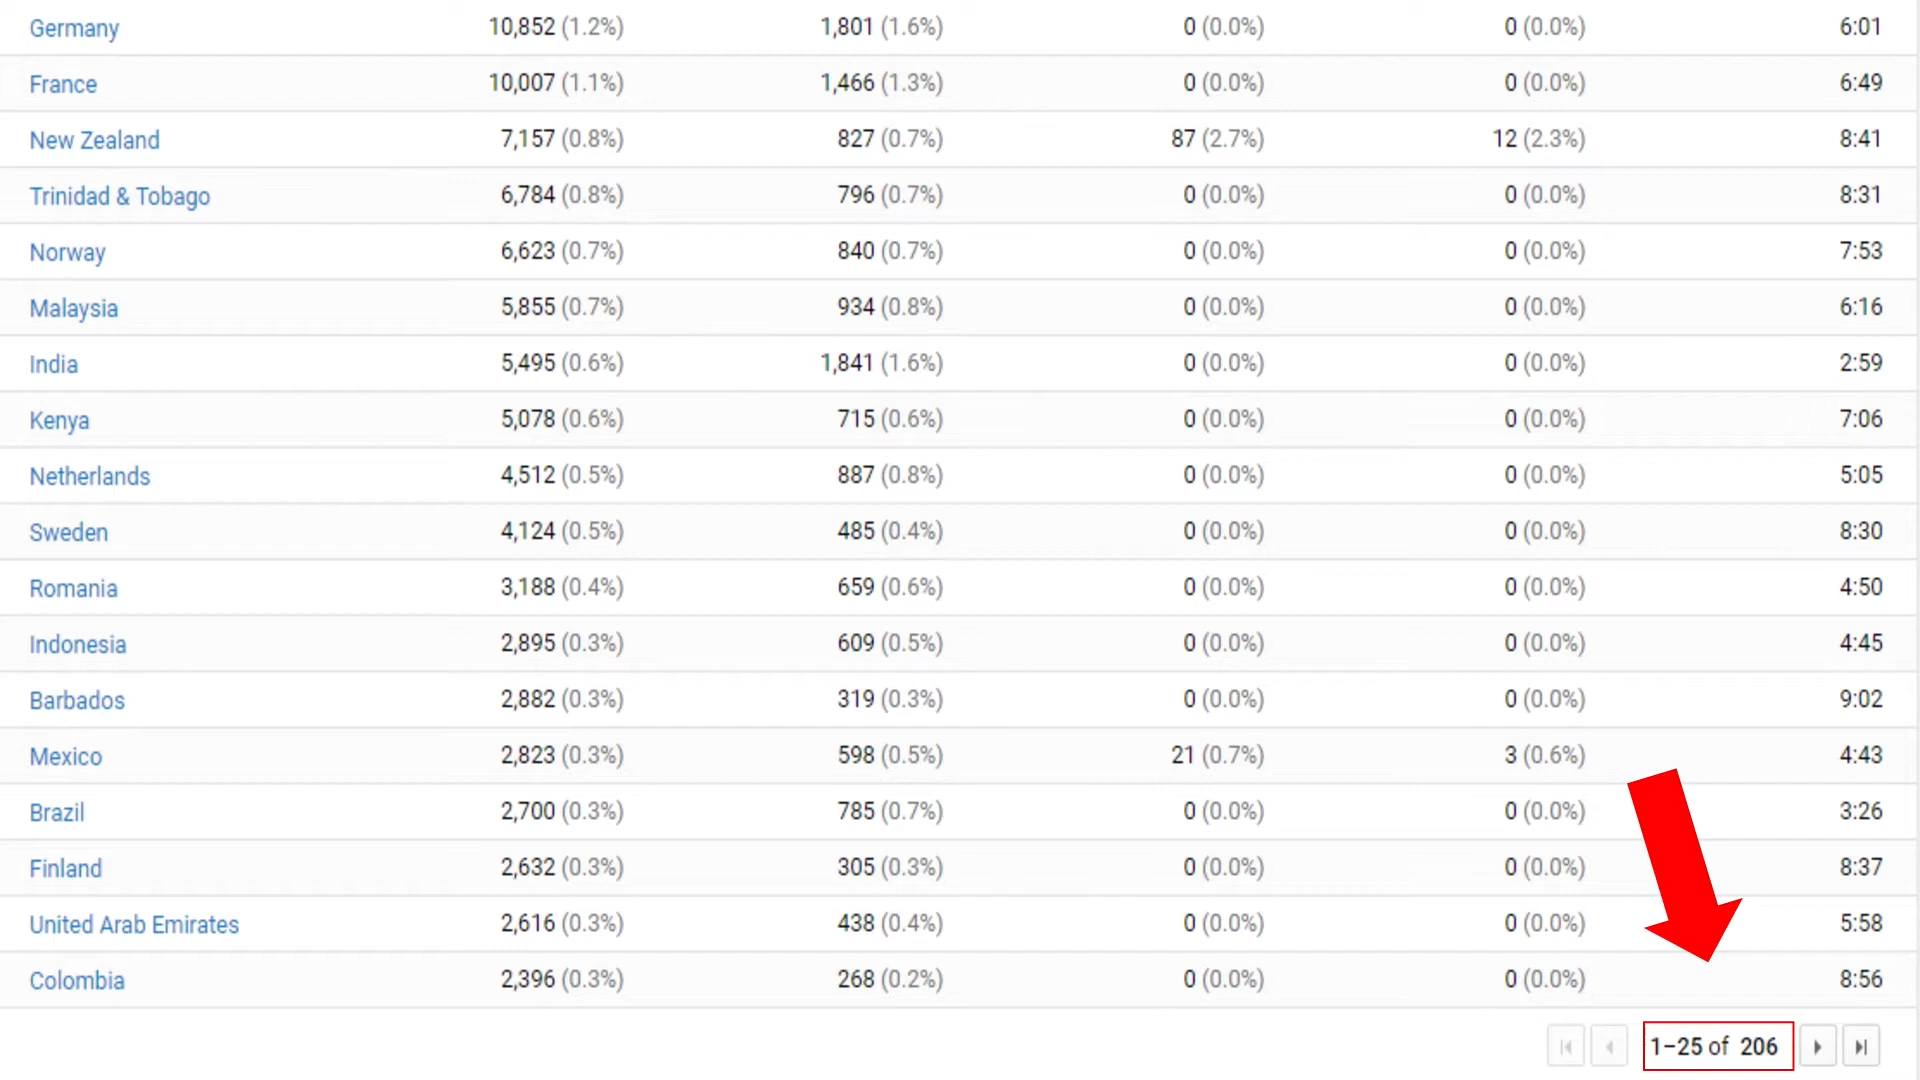 Germany 10,852 (1.2%) 1,801 (1.6%) 0 (0.0%) 0 (0.0%) 6:01
France 10,007 (1.1%) 1,466 (1.3%) 0 (0.0%) 0 (0.0%) 6:49
New Zealand 7,157 (0.8%) 827 (0.7%) 87 (2.7%) 12 (2.3%) 8:41
Trinidad & Tobago 6,784 (0.8%) 796 (0.7%) 0 (0.0%) 0 (0.0%) 8:31
Norway 6,623 (0.7%) 840 (0.7%) 0 (0.0%) 0 (0.0%) 7:53
Malaysia 5,855 (0.7%) 934 (0.8%) 0 (0.0%) 0 (0.0%) 6:16
India 5,495 (0.6%) 1,841 (1.6%) 0 (0.0%) 0 (0.0%) 2:59
Kenya 5,078 (0.6%) 715 (0.6%) 0 (0.0%) 0 (0.0%) 7:06
Netherlands 4,512 (0.5%) 887 (0.8%) 0 (0.0%) 0 (0.0%) 5:05
Sweden 4,124 (0.5%) 485 (0.4%) 0 (0.0%) 0 (0.0%) 8:30
Romania 3,188 (0.4%) 659 (0.6%) 0 (0.0%) 0 (0.0%) 4:50
Indonesia 2,895 (0.3%) 609 (0.5%) 0 (0.0%) 0 (0.0%) 4:45
Barbados 2,882 (0.3%) 319 (0.3%) 0 (0.0%) 0 (0.0%) 9:02
Mexico 2,823 (0.3%) 598 (0.5%) 21 (0.7%) 3 (0.6%) 4:43
Brazil 2,700 (0.3%) 785 (0.7%) 0 (0.0%) 0 (0.0%) 3:26
Finland 2,632 (0.3%) 305 (0.3%) 0 (0.0%) 0 (0.0%) 8:37
United Arab Emirates 2,616 (0.3%) 438 (0.4%) 0 (0.0%) 0 (0.0%) 5:58
Colombia 2,396 (0.3%) 268 (0.2%) 0 (0.0%) 0 (0.0%) 8:56
1–25 of 206